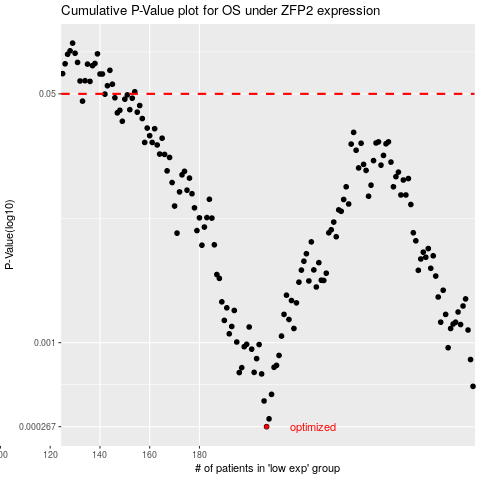 Cumulative P-Value plot for OS under ZFP2 expression
0.05
P-Value(log10)
0.001
0.000267
optimized
00 120 140 160 180
# of patients in 'low exp' group